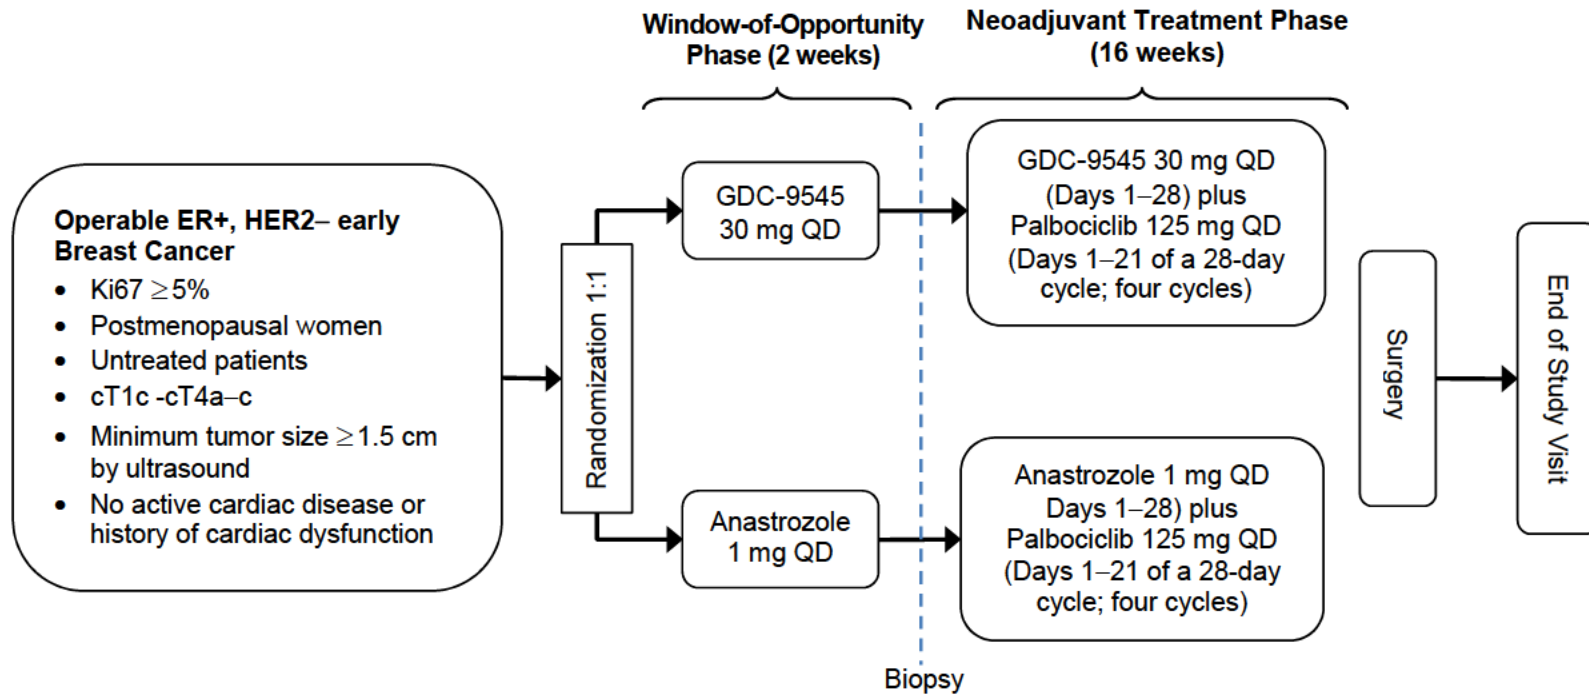 Window-of-Opportunity
Phase (2 weeks)
Neoadjuvant Treatment Phase
(16 weeks)
Operable ER+, HER2– early
Breast Cancer
• Ki67 ≥5%
• Postmenopausal women
• Untreated patients
• cT1c -cT4a–c
• Minimum tumor size ≥1.5 cm
by ultrasound
• No active cardiac disease or
history of cardiac dysfunction
Randomization 1:1
GDC-9545
30 mg QD
Anastrozole
1 mg QD
Biopsy
GDC-9545 30 mg QD
(Days 1–28) plus
Palbociclib 125 mg QD
(Days 1–21 of a 28-day
cycle; four cycles)
Anastrozole 1 mg QD
Days 1–28) plus
Palbociclib 125 mg QD
(Days 1–21 of a 28-day
cycle; four cycles)
Surgery
End of Study Visit